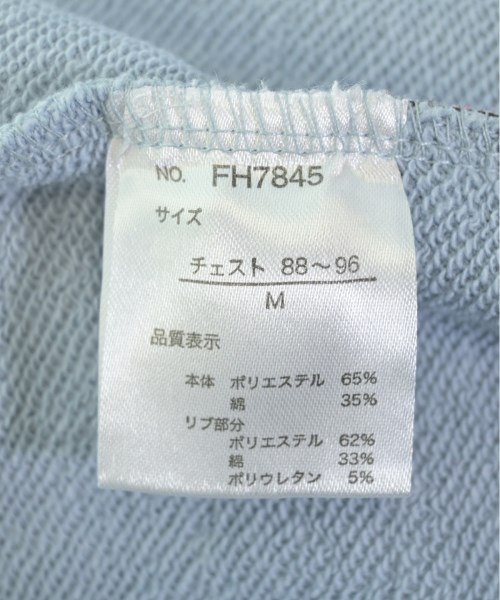 NO. FH7845
サイズ
チェスト 88～96
M
品質表示
本体 ポリエステル 65%
綿 35%
リブ部分
ポリエステル 62%
綿 33%
ポリウレタン 5%